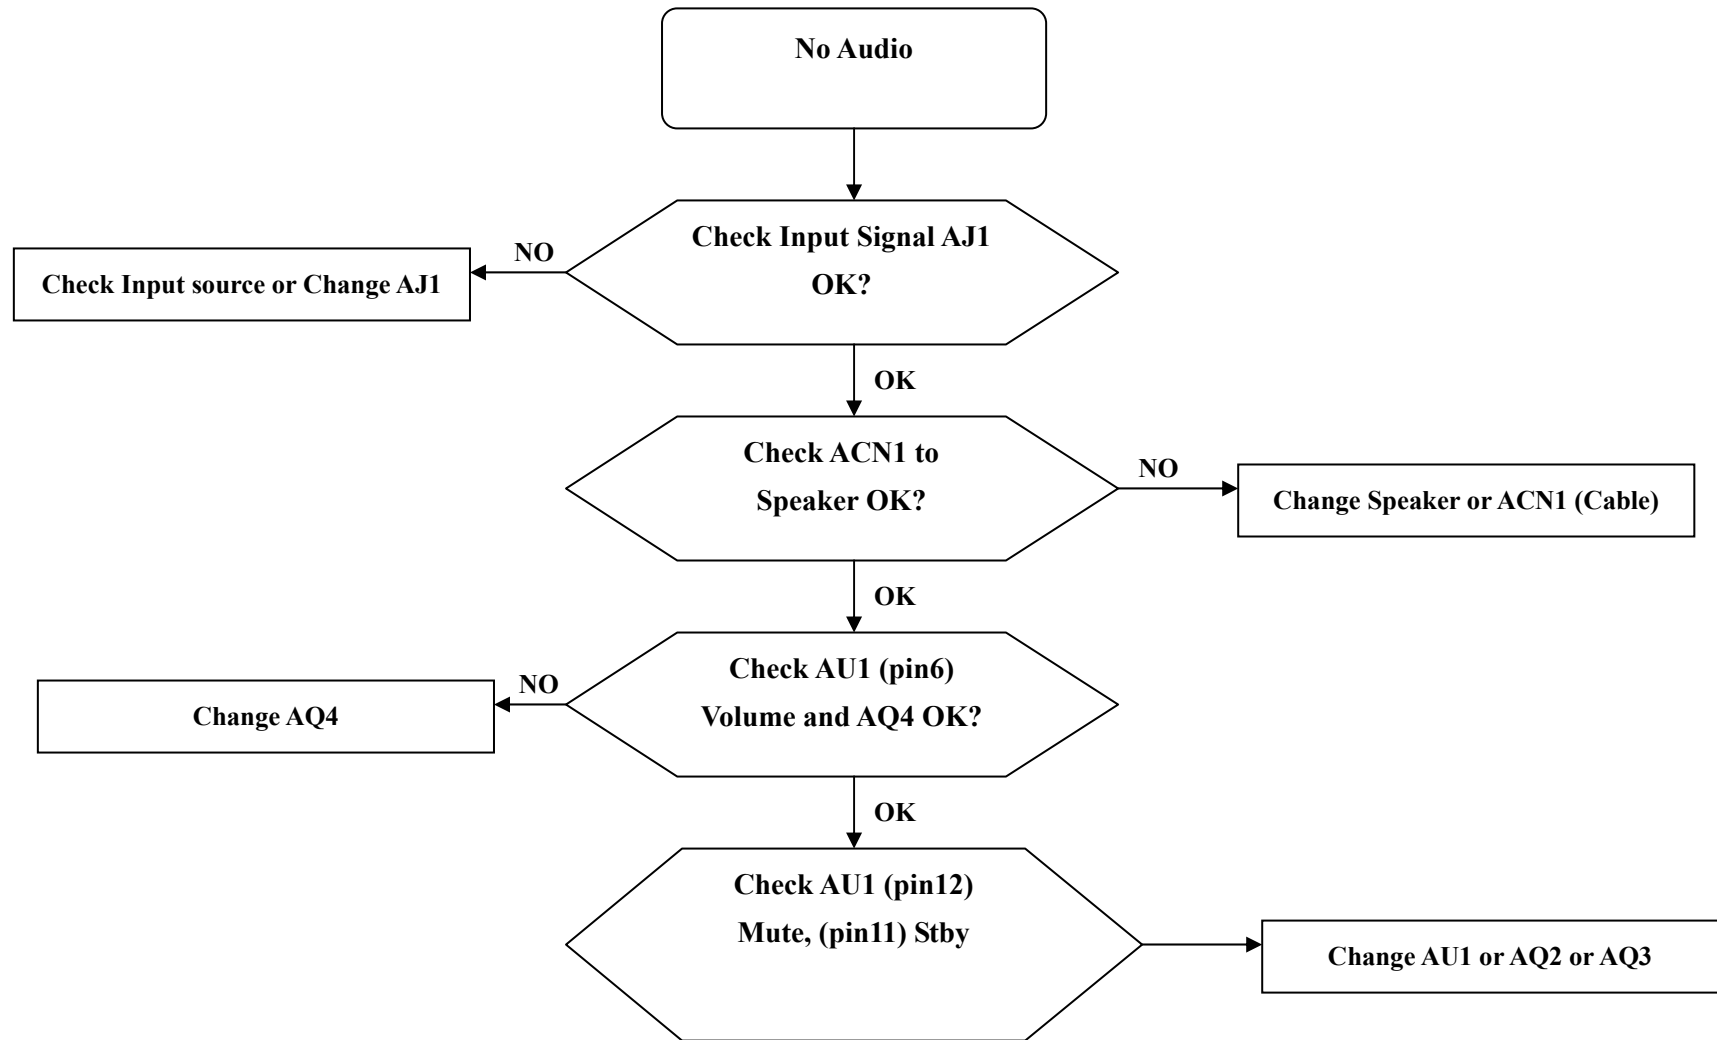 No Audio
Check Input Signal AJ1
OK?
NO
Check Input source or Change AJ1
OK
Check ACN1 to
Speaker OK?
NO
Change Speaker or ACN1 (Cable)
OK
Check AU1 (pin6)
Volume and AQ4 OK?
NO
Change AQ4
OK
Check AU1 (pin12)
Mute, (pin11) Stby
Change AU1 or AQ2 or AQ3